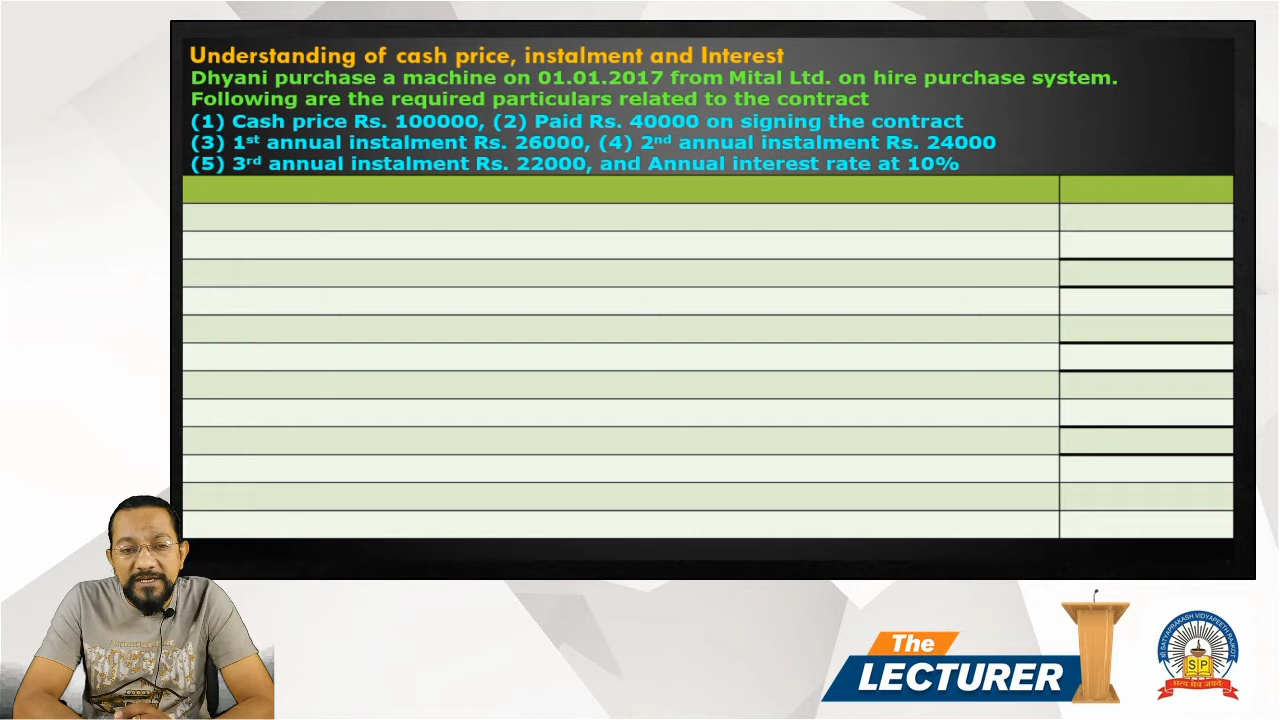 Understanding of cash price, instalment and Interest
Dhyani purchase a machine on 01.01.2017 from Mital Ltd. on hire purchase system.
Following are the required particulars related to the contract
(1) Cash price Rs. 100000, (2) Paid Rs. 40000 on signing the contract
(3) 1st annual instalment Rs. 26000, (4) 2nd annual instalment Rs. 24000
(5) 3rd annual instalment Rs. 22000, and Annual interest rate at 10%
The
LECTURER
SP